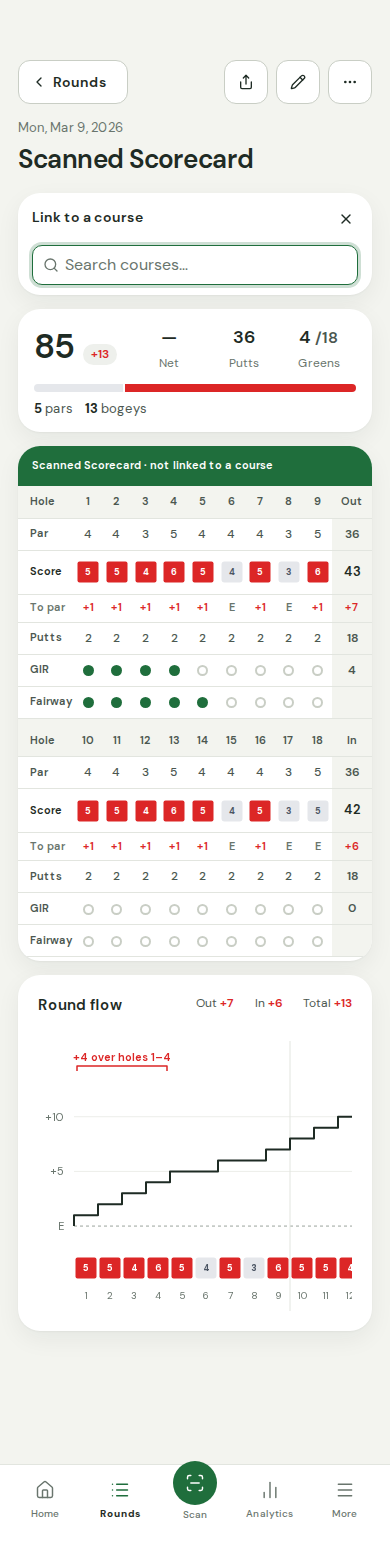 Rounds
Mon, Mar 9, 2026
Scanned Scorecard
Link to a course
Search courses...
85 +13 — 36 4 /18
Net Putts Greens
5 pars 13 bogeys
Scanned Scorecard · not linked to a course
Hole 1 2 3 4 5 6 7 8 9 Out
Par 4 4 3 5 4 4 4 3 5 36
Score 5 5 4 6 5 4 5 3 6 43
To par +1 +1 +1 +1 +1 E +1 E +1 +7
Putts 2 2 2 2 2 2 2 2 2 18
GIR 4
Fairway
Hole 10 11 12 13 14 15 16 17 18 In
Par 4 4 3 5 4 4 4 3 5 36
Score 5 5 4 6 5 4 5 3 5 42
To par +1 +1 +1 +1 +1 E +1 E E +6
Putts 2 2 2 2 2 2 2 2 2 18
GIR 0
Fairway
Round flow Out +7 In +6 Total +13
+4 over holes 1–4
+10
+5
E
5 5 4 6 5 4 5 3 6 5 5 4
1 2 3 4 5 6 7 8 9 10 11 12
Home Rounds Scan Analytics More